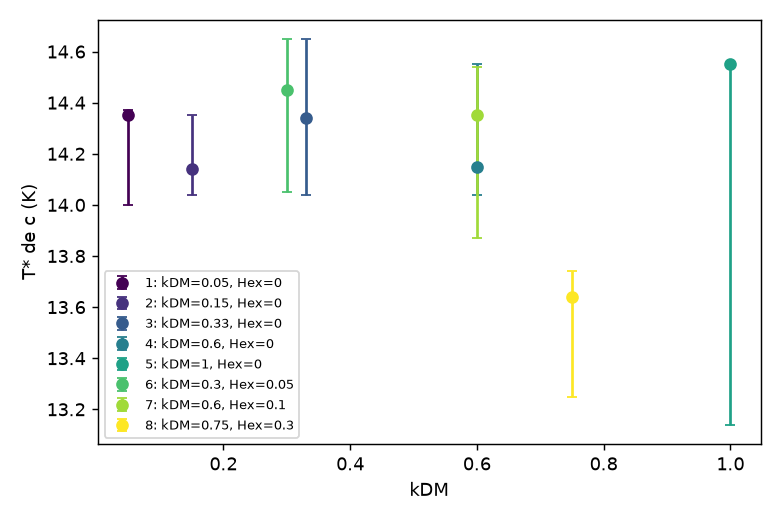 14.6
14.4
14.2
14.0
13.8
13.6
13.4
13.2
T* de c (K)
1: kDM=0.05, Hex=0
2: kDM=0.15, Hex=0
3: kDM=0.33, Hex=0
4: kDM=0.6, Hex=0
5: kDM=1, Hex=0
6: kDM=0.3, Hex=0.05
7: kDM=0.6, Hex=0.1
8: kDM=0.75, Hex=0.3
0.2 0.4 0.6 0.8 1.0
kDM